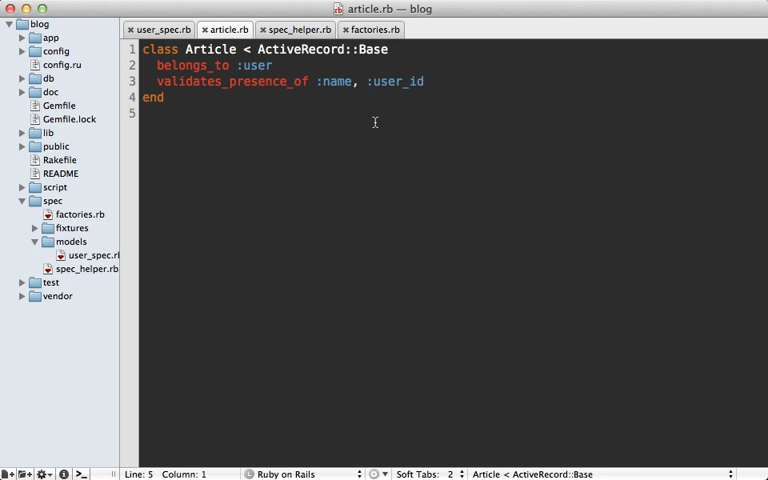 article.rb — blog
blog
app
config
config.ru
db
doc
Gemfile
Gemfile.lock
lib
public
Rakefile
README
script
spec
factories.rb
fixtures
models
user_spec.rb
spec_helper.rb
test
vendor
user_spec.rb article.rb spec_helper.rb factories.rb
1 class Article < ActiveRecord::Base
2 belongs_to :user
3 validates_presence_of :name, :user_id
4 end
5
Line: 5 Column: 1 Ruby on Rails Soft Tabs: 2 Article < ActiveRecord::Base